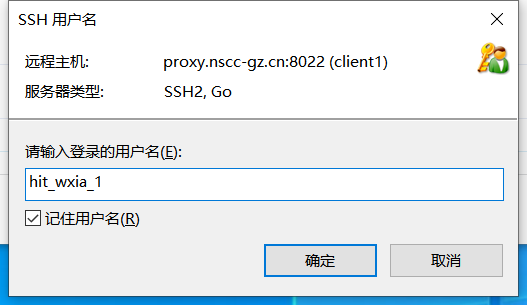 SSH 用户名
远程主机: proxy.nscc-gz.cn:8022 (client1)
服务器类型: SSH2, Go
请输入登录的用户名(E):
hit_wxia_1
记住用户名(R)
确定 取消